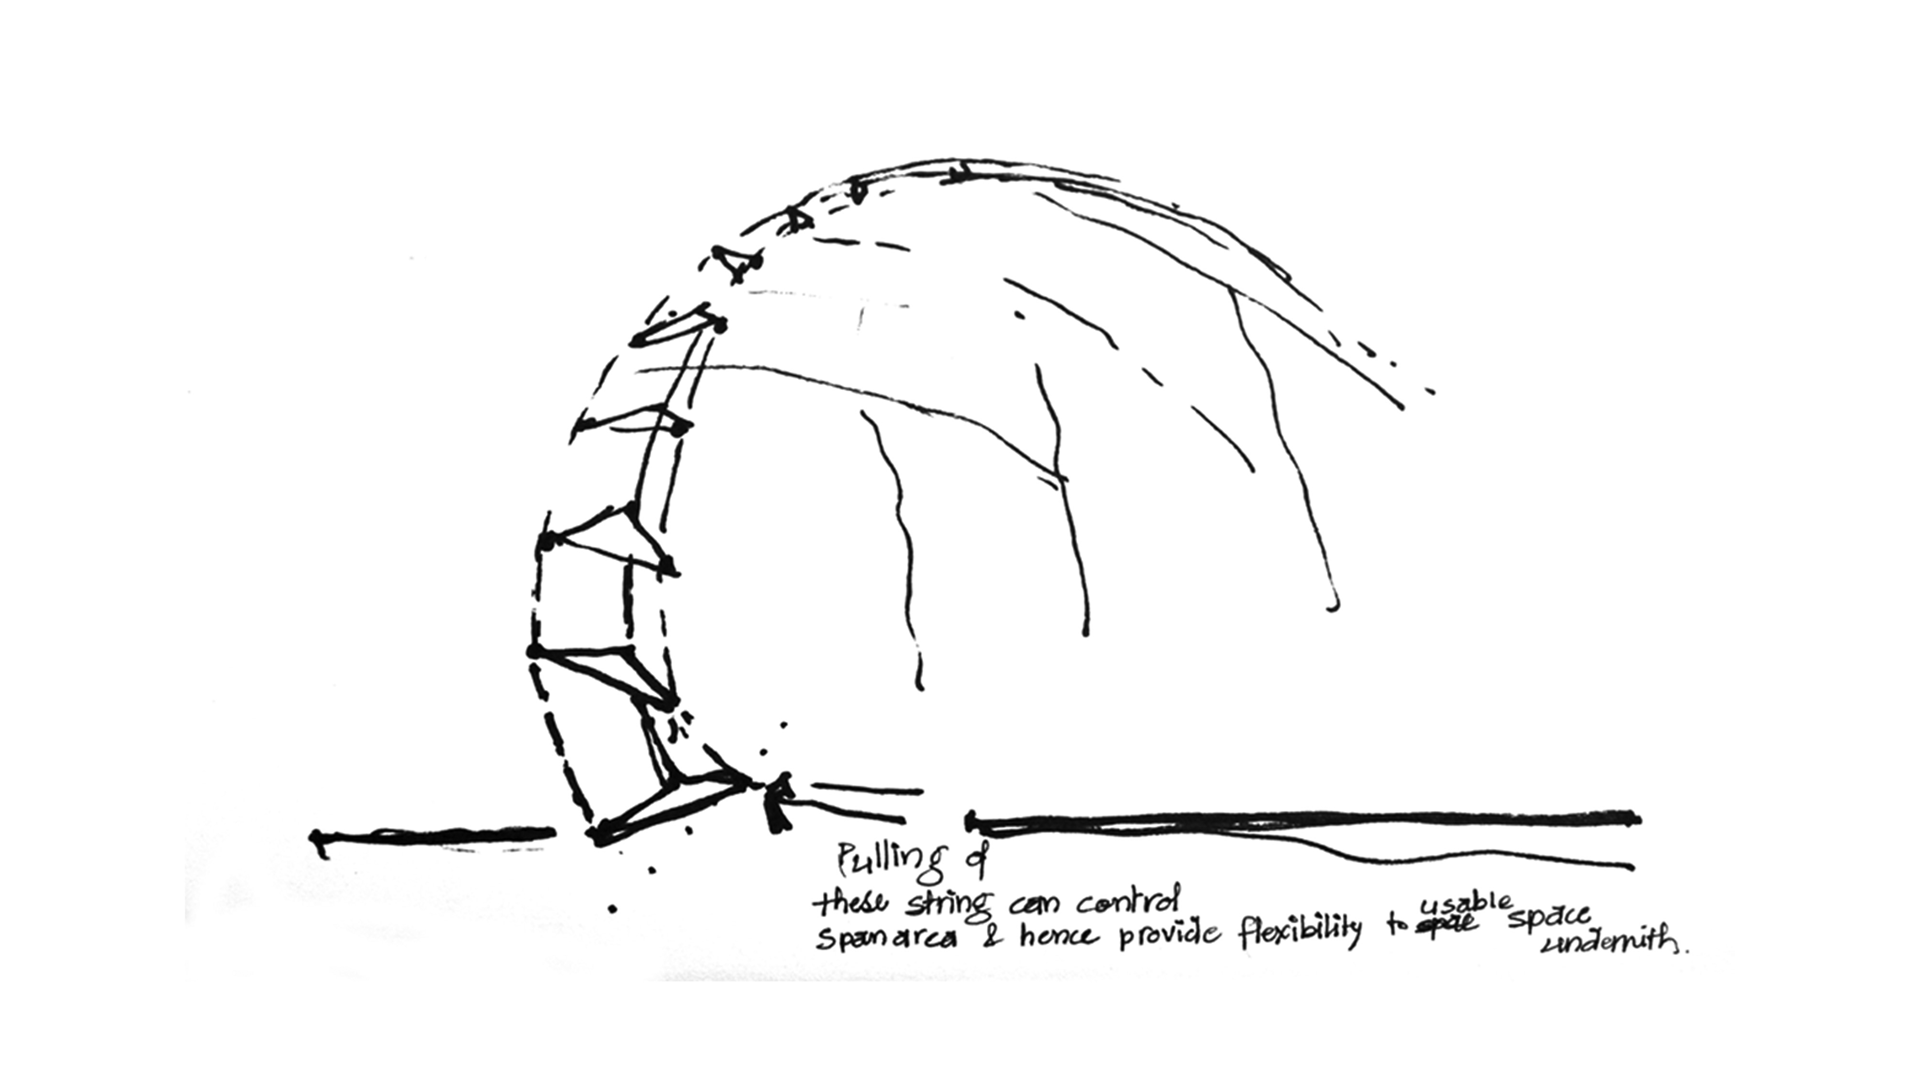 Pulling of
these string can control
span area & hence provide flexibility to usable space
undernith.